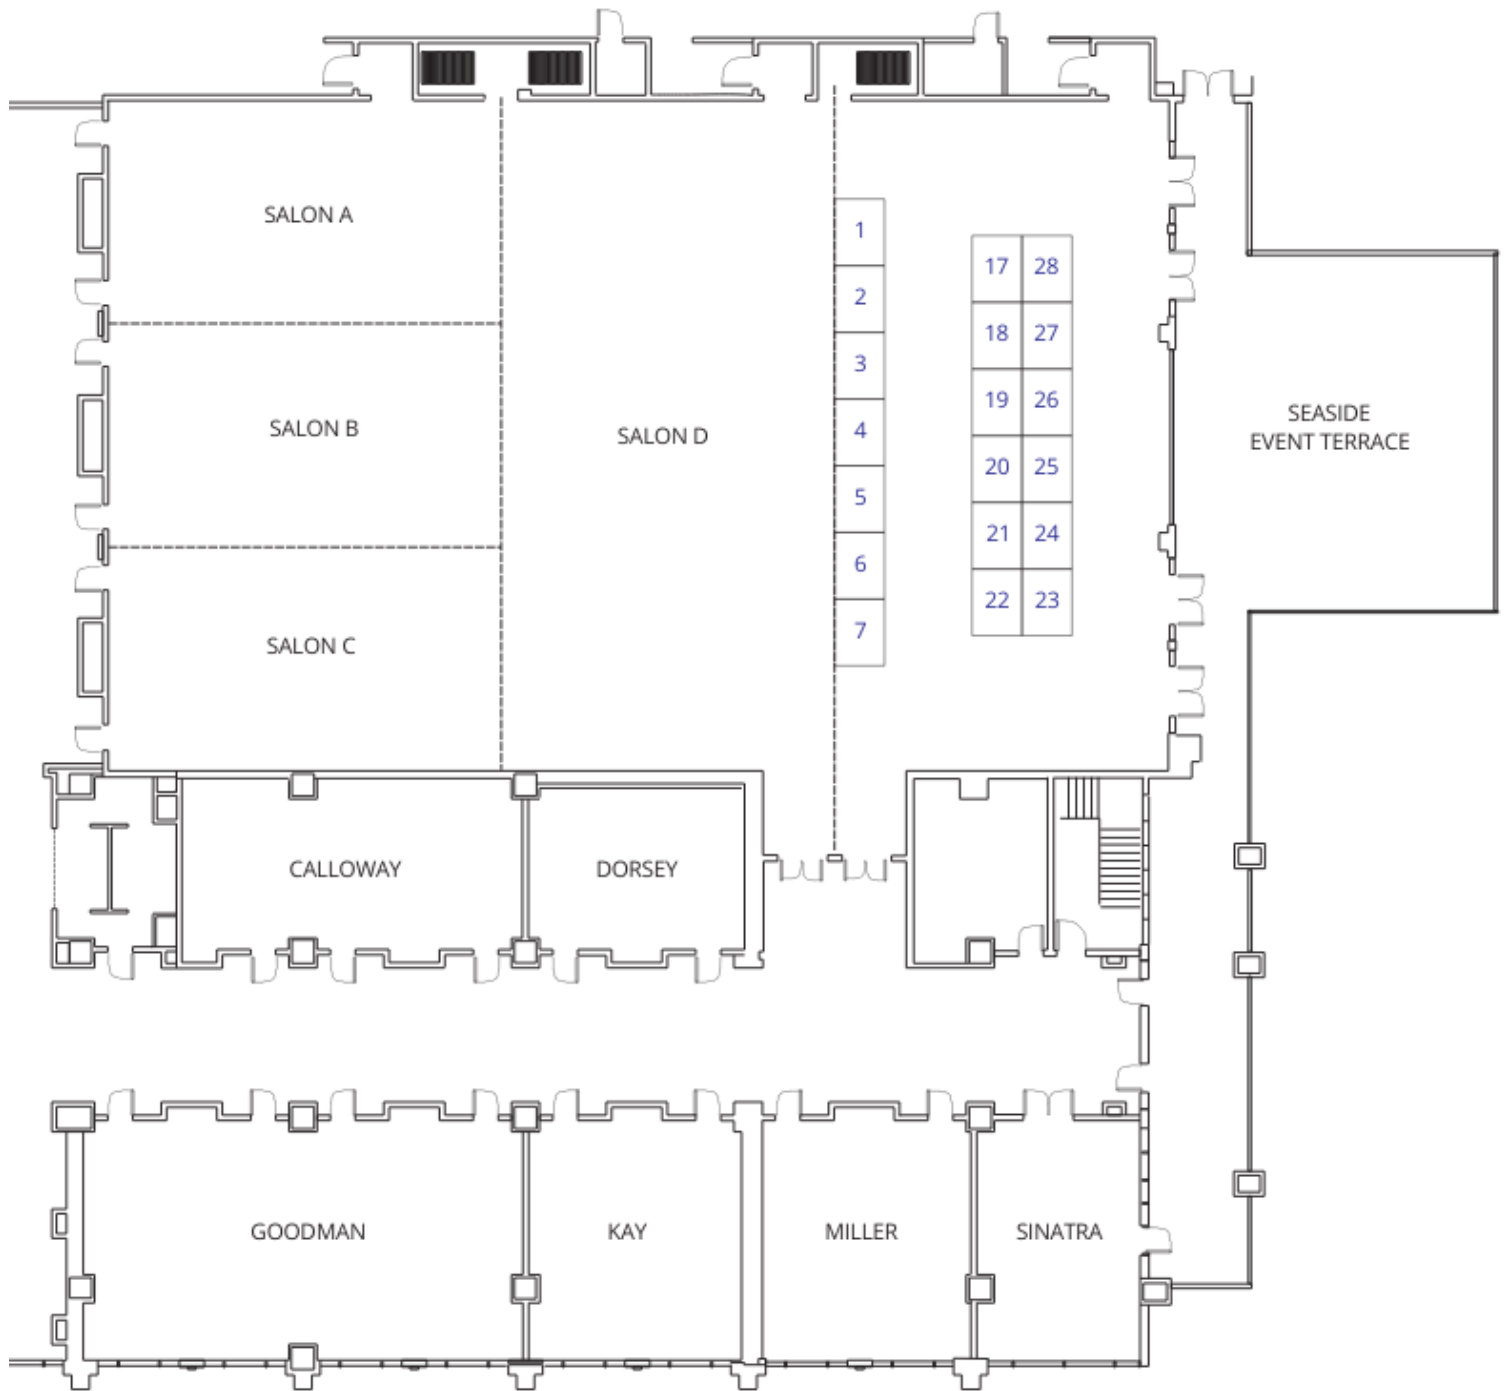 SALON A
SALON B
SALON C
SALON D
1
2
3
4
5
6
7
17 28
18 27
19 26
20 25
21 24
22 23
SEASIDE
EVENT TERRACE
CALLOWAY
DORSEY
GOODMAN
KAY
MILLER
SINATRA